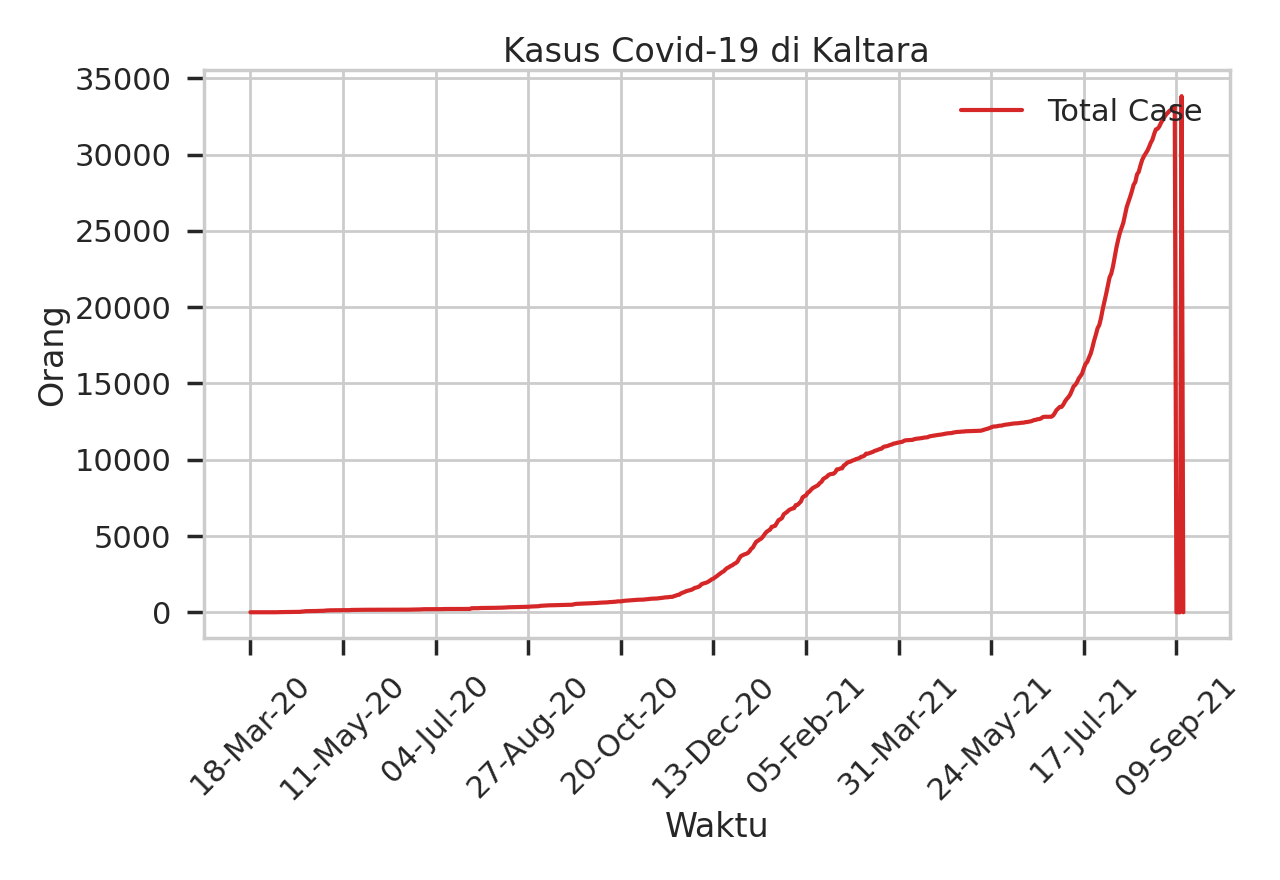 Kasus Covid-19 di Kaltara
Total Case
Orang
35000
30000
25000
20000
15000
10000
5000
0
18-Mar-20
11-May-20
04-Jul-20
27-Aug-20
20-Oct-20
13-Dec-20
05-Feb-21
31-Mar-21
24-May-21
17-Jul-21
09-Sep-21
Waktu